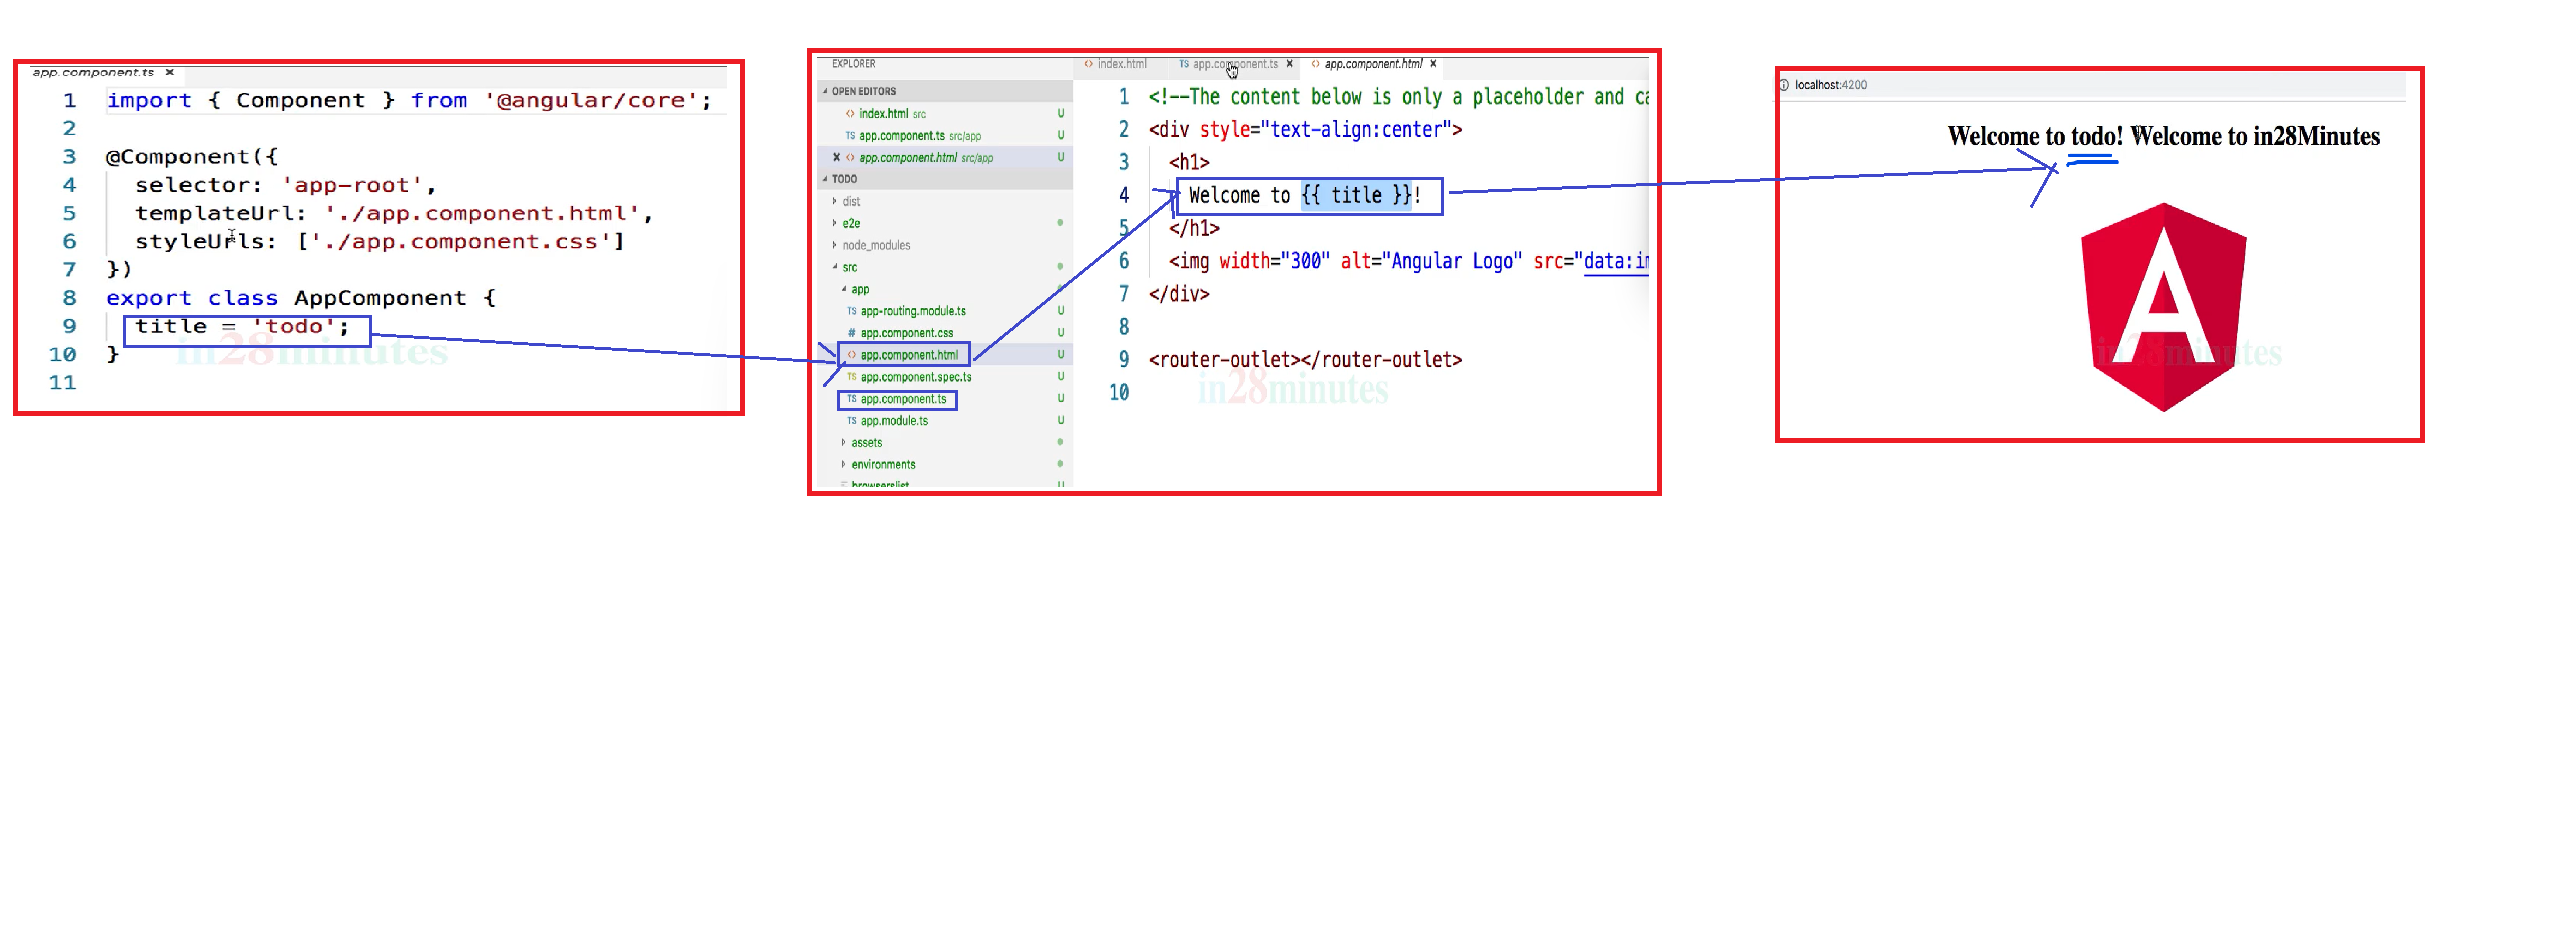 app.component.ts ×
1 import { Component } from '@angular/core';
2
3 @Component({
4 selector: 'app-root',
5 templateUrl: './app.component.html',
6 styleUrls: ['./app.component.css']
7 })
8 export class AppComponent {
9 title = 'todo';
10 }
11
in28minutes
EXPLORER
OPEN EDITORS
index.html src U
TS app.component.ts src/app U
× <> app.component.html src/app U
TODO
dist
e2e
node_modules
src
app
TS app-routing.module.ts U
# app.component.css U
<> app.component.html U
TS app.component.spec.ts U
TS app.component.ts U
TS app.module.ts U
assets
environments
browserslist U
<> index.html TS app.component.ts × <> app.component.html ×
1 <!--The content below is only a placeholder and ca
2 <div style="text-align:center">
3 <h1>
4 Welcome to {{ title }}!
5 </h1>
6 <img width="300" alt="Angular Logo" src="data:im
7 </div>
8
9 <router-outlet></router-outlet>
10
in28minutes
localhost:4200
Welcome to todo! Welcome to in28Minutes
A
in28minutes